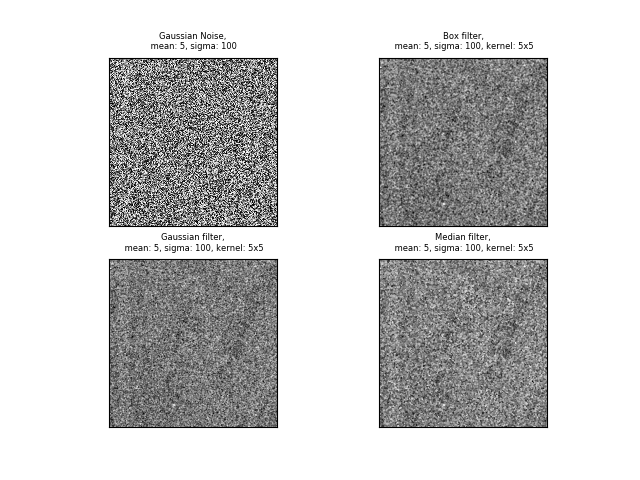 Gaussian Noise,
mean: 5, sigma: 100
Box filter,
mean: 5, sigma: 100, kernel: 5x5
Gaussian filter,
mean: 5, sigma: 100, kernel: 5x5
Median filter,
mean: 5, sigma: 100, kernel: 5x5